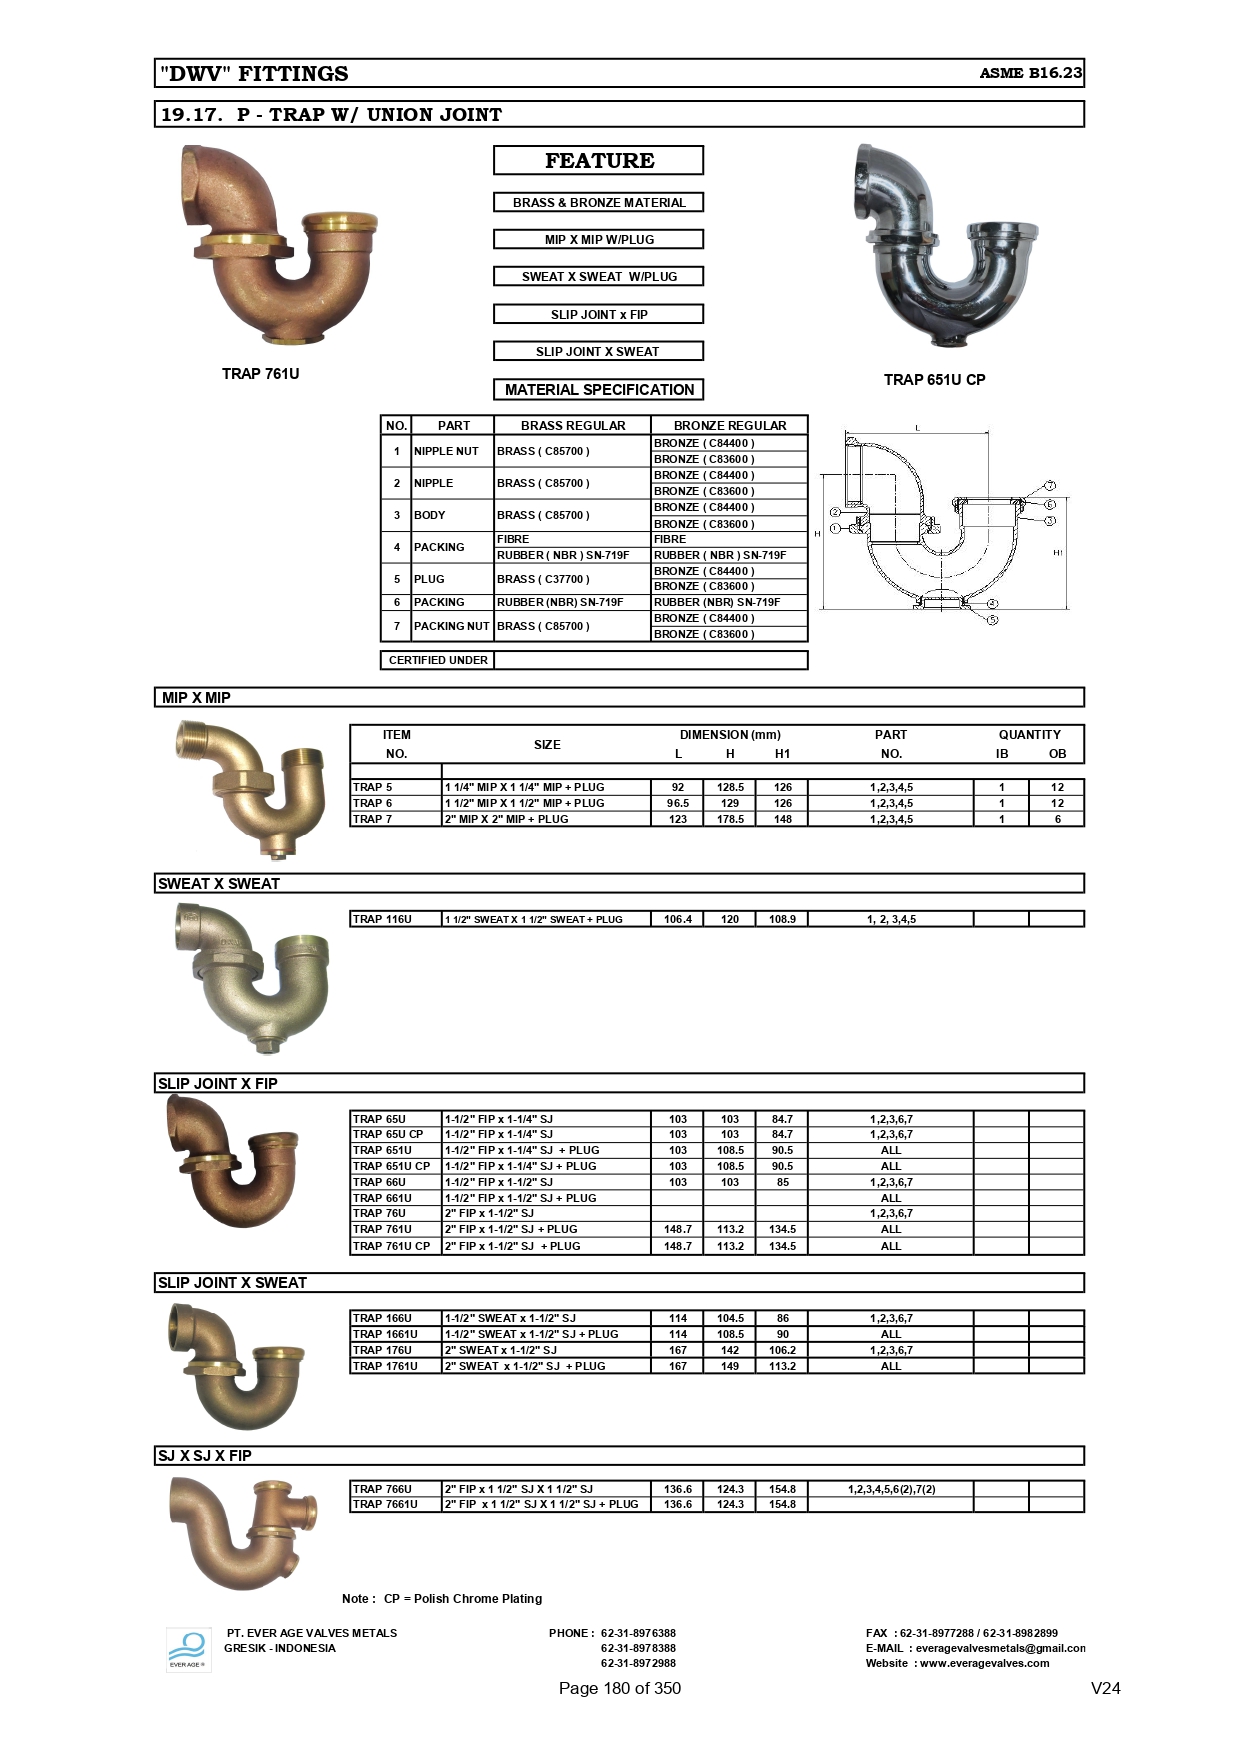 "DWV" FITTINGS ASME B16.23
19.17. P - TRAP W/ UNION JOINT
FEATURE
BRASS & BRONZE MATERIAL
MIP X MIP W/PLUG
SWEAT X SWEAT W/PLUG
SLIP JOINT x FIP
SLIP JOINT X SWEAT
TRAP 761U
TRAP 651U CP
MATERIAL SPECIFICATION
NO. PART BRASS REGULAR BRONZE REGULAR
1 NIPPLE NUT BRASS ( C85700 ) BRONZE ( C84400 )
BRONZE ( C83600 )
2 NIPPLE BRASS ( C85700 ) BRONZE ( C84400 )
BRONZE ( C83600 )
3 BODY BRASS ( C85700 ) BRONZE ( C84400 )
BRONZE ( C83600 )
4 PACKING FIBRE FIBRE
RUBBER ( NBR ) SN-719F RUBBER ( NBR ) SN-719F
5 PLUG BRASS ( C37700 ) BRONZE ( C84400 )
BRONZE ( C83600 )
6 PACKING RUBBER (NBR) SN-719F RUBBER (NBR) SN-719F
7 PACKING NUT BRASS ( C85700 ) BRONZE ( C84400 )
BRONZE ( C83600 )
CERTIFIED UNDER
L
7
6
2
3
1
H
H1
4
5
MIP X MIP
ITEM SIZE DIMENSION (mm) PART QUANTITY
NO. L H H1 NO. IB OB
TRAP 5 1 1/4" MIP X 1 1/4" MIP + PLUG 92 128.5 126 1,2,3,4,5 1 12
TRAP 6 1 1/2" MIP X 1 1/2" MIP + PLUG 96.5 129 126 1,2,3,4,5 1 12
TRAP 7 2" MIP X 2" MIP + PLUG 123 178.5 148 1,2,3,4,5 1 6
SWEAT X SWEAT
TRAP 116U 1 1/2" SWEAT X 1 1/2" SWEAT + PLUG 106.4 120 108.9 1, 2, 3,4,5
SLIP JOINT X FIP
TRAP 65U 1-1/2" FIP x 1-1/4" SJ 103 103 84.7 1,2,3,6,7
TRAP 65U CP 1-1/2" FIP x 1-1/4" SJ 103 103 84.7 1,2,3,6,7
TRAP 651U 1-1/2" FIP x 1-1/4" SJ + PLUG 103 108.5 90.5 ALL
TRAP 651U CP 1-1/2" FIP x 1-1/4" SJ + PLUG 103 108.5 90.5 ALL
TRAP 66U 1-1/2" FIP x 1-1/2" SJ 103 103 85 1,2,3,6,7
TRAP 661U 1-1/2" FIP x 1-1/2" SJ + PLUG ALL
TRAP 76U 2" FIP x 1-1/2" SJ 1,2,3,6,7
TRAP 761U 2" FIP x 1-1/2" SJ + PLUG 148.7 113.2 134.5 ALL
TRAP 761U CP 2" FIP x 1-1/2" SJ + PLUG 148.7 113.2 134.5 ALL
SLIP JOINT X SWEAT
TRAP 166U 1-1/2" SWEAT x 1-1/2" SJ 114 104.5 86 1,2,3,6,7
TRAP 1661U 1-1/2" SWEAT x 1-1/2" SJ + PLUG 114 108.5 90 ALL
TRAP 176U 2" SWEAT x 1-1/2" SJ 167 142 106.2 1,2,3,6,7
TRAP 1761U 2" SWEAT x 1-1/2" SJ + PLUG 167 149 113.2 ALL
SJ X SJ X FIP
TRAP 766U 2" FIP x 1 1/2" SJ X 1 1/2" SJ 136.6 124.3 154.8 1,2,3,4,5,6(2),7(2)
TRAP 7661U 2" FIP x 1 1/2" SJ X 1 1/2" SJ + PLUG 136.6 124.3 154.8
Note : CP = Polish Chrome Plating
EVER AGE ®
PT. EVER AGE VALVES METALS PHONE : 62-31-8976388 FAX : 62-31-8977288 / 62-31-8982899
GRESIK - INDONESIA 62-31-8978388 E-MAIL : everagevalvesmetals@gmail.con
62-31-8972988 Website : www.everagevalves.com
Page 180 of 350 V24